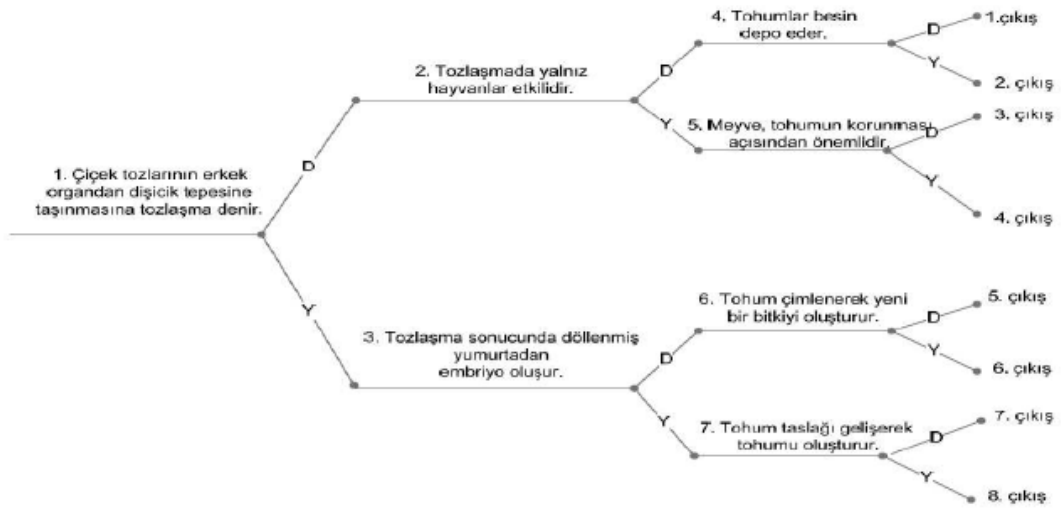 4. Tohumlar besin
depo eder.
D
1.çıkış
Y
2. çıkış
2. Tozlaşmada yalnız
hayvanlar etkilidir.
D
Y
5. Meyve, tohumun korunması
açısından önemlidir.
D
3. çıkış
Y
4. çıkış
D
1. Çiçek tozlarının erkek
organdan dişicik tepesine
taşınmasına tozlaşma denir.
Y
3. Tozlaşma sonucunda döllenmiş
yumurtadan
embriyo oluşur.
D
6. Tohum çimlenerek yeni
bir bitkiyi oluşturur.
D
5. çıkış
Y
6. çıkış
Y
7. Tohum taslağı gelişerek
tohumu oluşturur.
D
7. çıkış
Y
8. çıkış